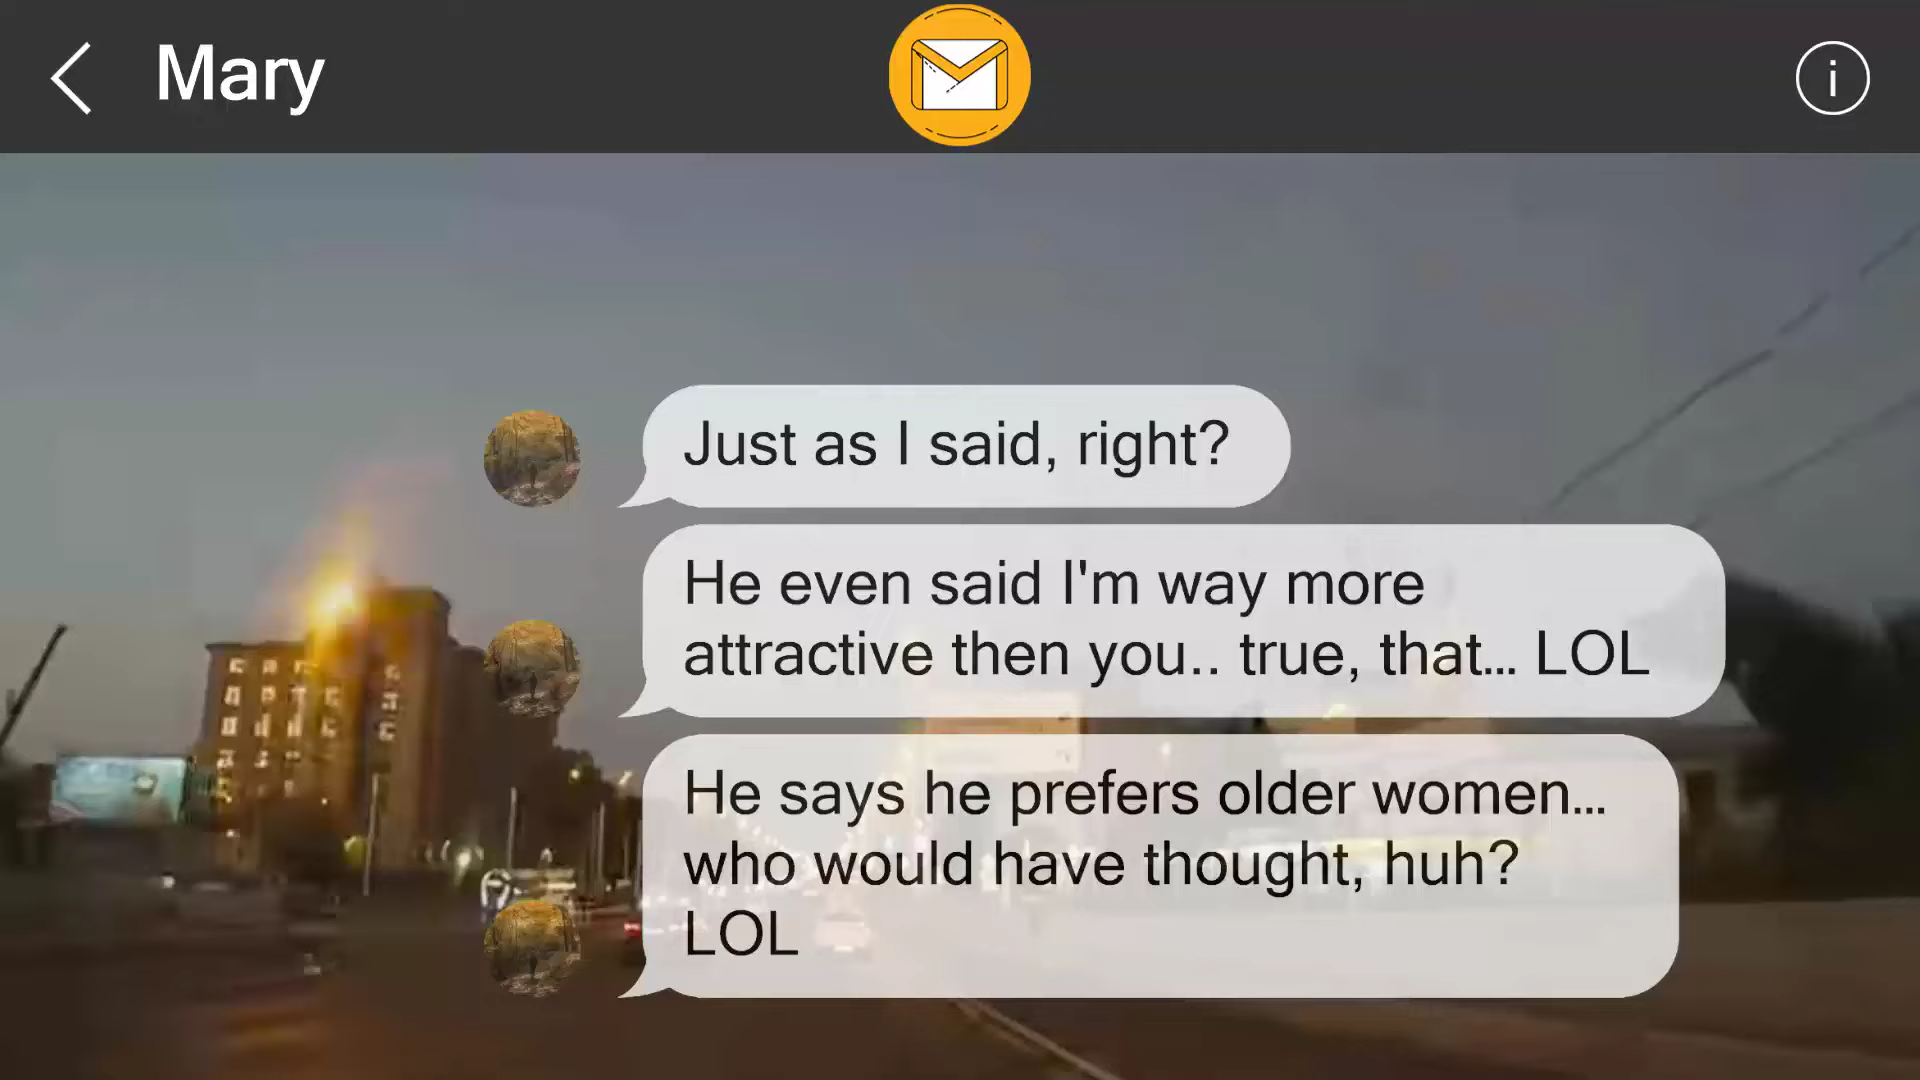 Mary
i
Just as I said, right?
He even said I'm way more
attractive then you.. true, that... LOL
He says he prefers older women...
who would have thought, huh?
LOL